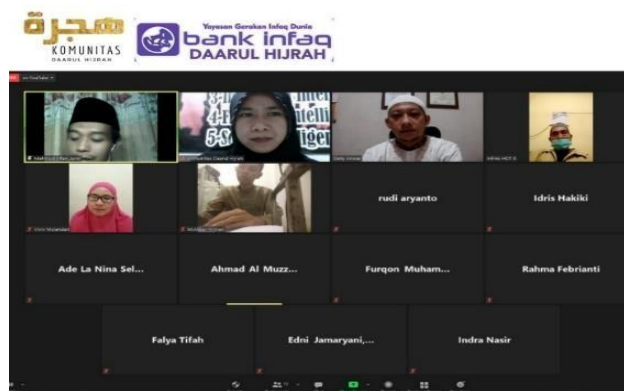 هجرة
KOMUNITAS
DAARUL HIJRAH
Yayasan Gerakan Infaq Dunia
bank infaq
DAARUL HIJRAH
rudi aryanto
Idris Hakiki
Ade La Nina Sel...
Ahmad Al Muzz...
Furqon Muham...
Rahma Febrianti
Falya Tifah
Edni Jamaryani,...
Indra Nasir